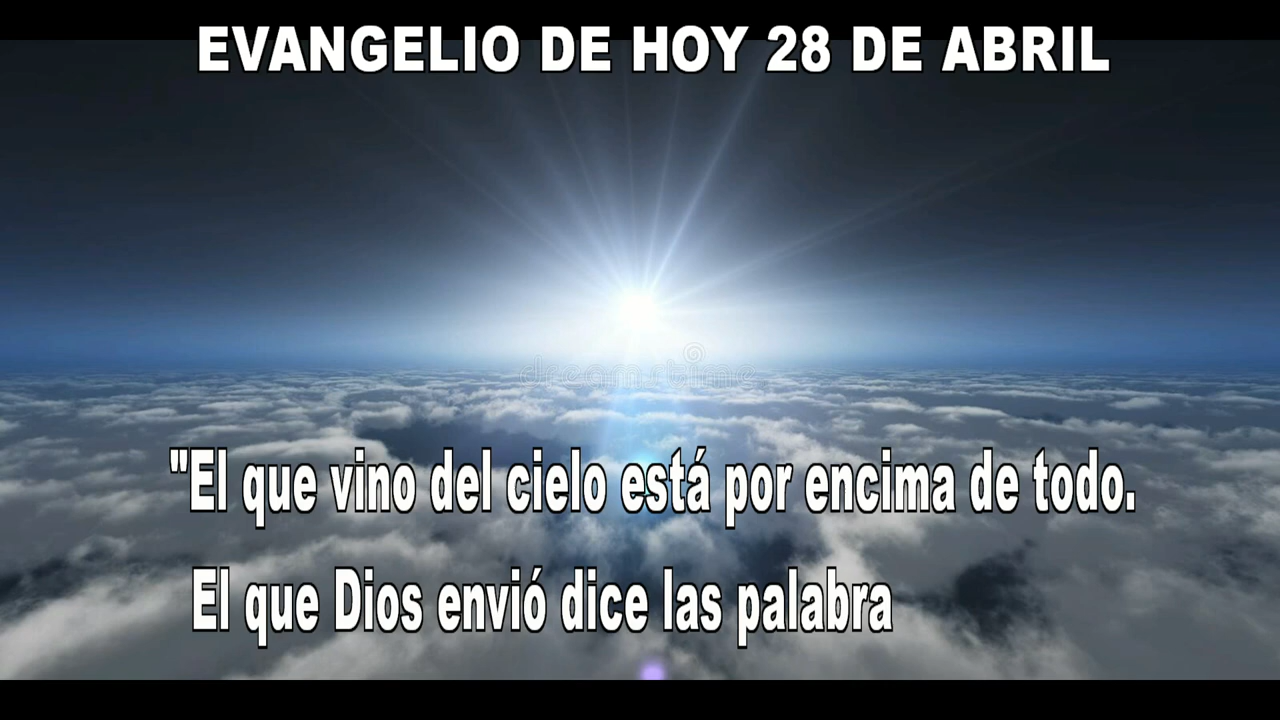 EVANGELIO DE HOY 28 DE ABRIL
dreamstime
"El que vino del cielo está por encima de todo.
El que Dios envió dice las palabra